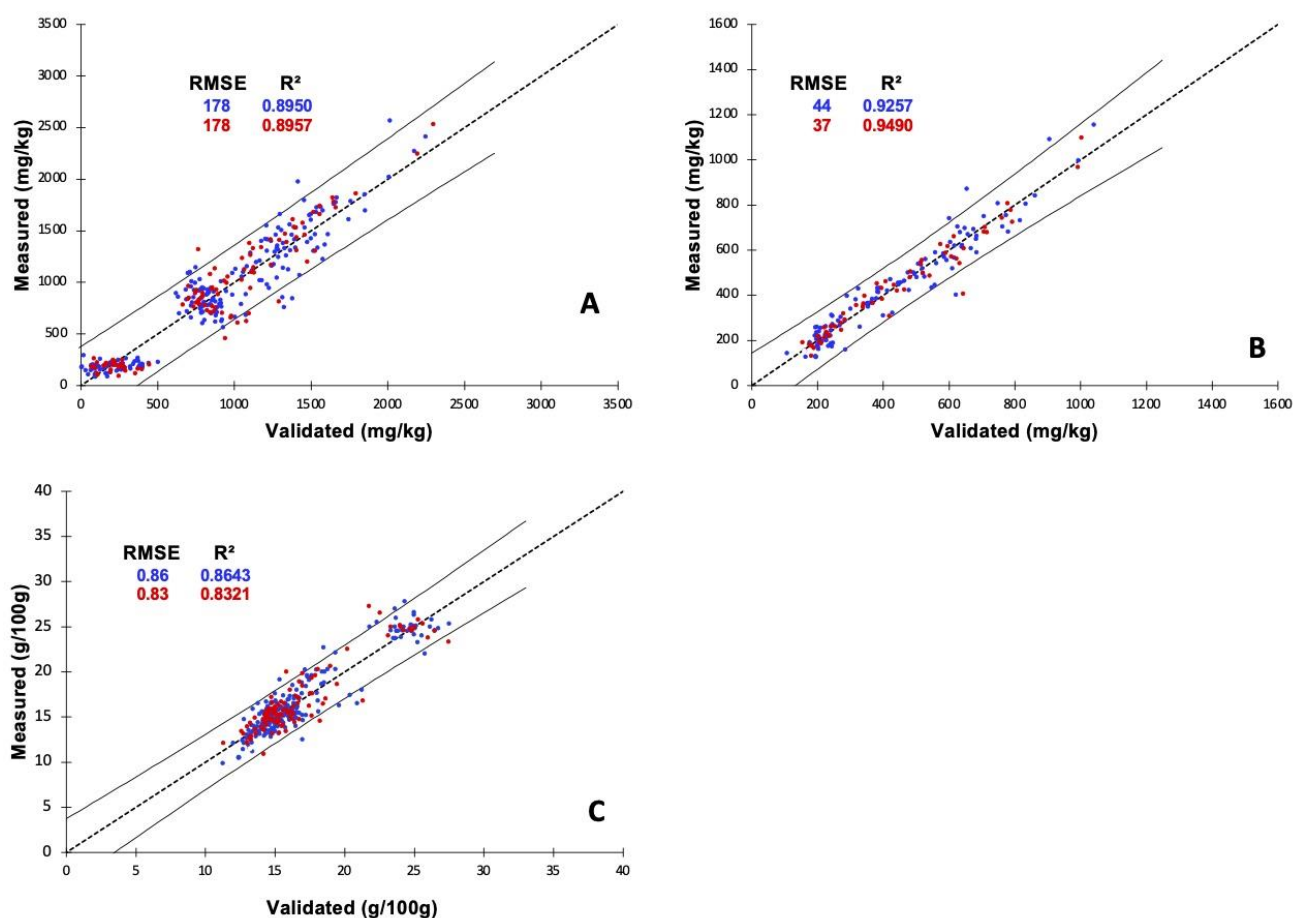 3500
3000
2500
2000
1500
1000
500
0
Measured (mg/kg)
RMSE R²
178 0.8950
178 0.8957
A
0 500 1000 1500 2000 2500 3000 3500
Validated (mg/kg)
1600
1400
1200
1000
800
600
400
200
0
Measured (mg/kg)
RMSE R²
44 0.9257
37 0.9490
B
0 200 400 600 800 1000 1200 1400 1600
Validated (mg/kg)
40
35
30
25
20
15
10
5
0
Measured (g/100g)
RMSE R²
0.86 0.8643
0.83 0.8321
C
0 5 10 15 20 25 30 35 40
Validated (g/100g)